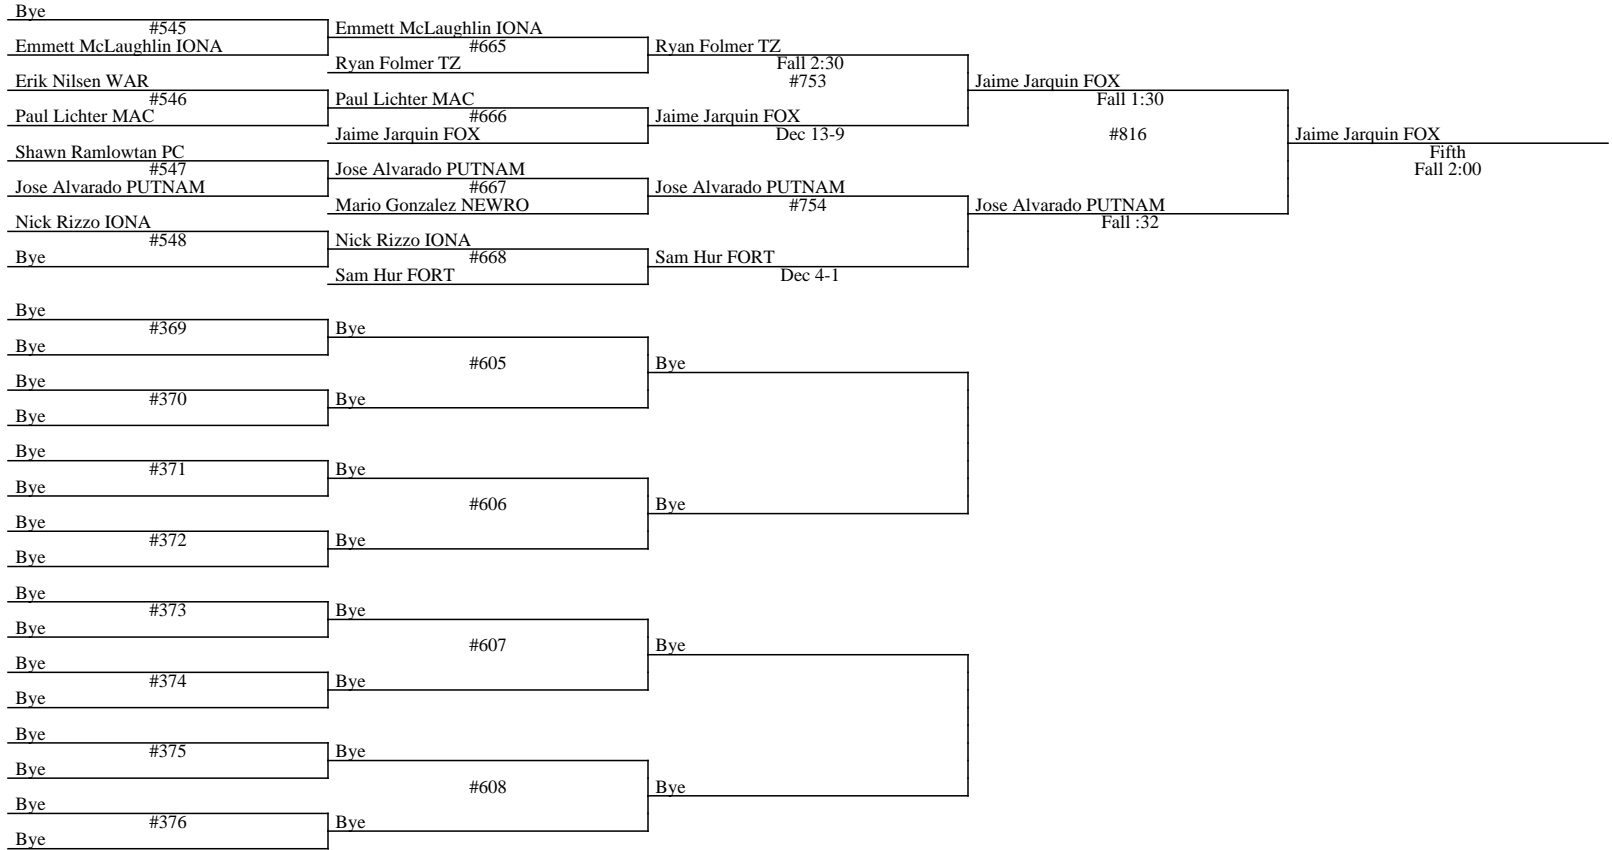 Bye
#545
Emmett McLaughlin IONA
Erik Nilsen WAR
#546
Paul Lichter MAC
Shawn Ramlowtan PC
#547
Jose Alvarado PUTNAM
Nick Rizzo IONA
#548
Bye
Emmett McLaughlin IONA
#665
Ryan Folmer TZ
Paul Lichter MAC
#666
Jaime Jarquin FOX
Jose Alvarado PUTNAM
#667
Mario Gonzalez NEWRO
Nick Rizzo IONA
#668
Sam Hur FORT
Ryan Folmer TZ
Fall 2:30
#753
Jaime Jarquin FOX
Dec 13-9
Jose Alvarado PUTNAM
#754
Sam Hur FORT
Dec 4-1
Jaime Jarquin FOX
Fall 1:30
#816
Jose Alvarado PUTNAM
Fall :32
Jaime Jarquin FOX
Fifth
Fall 2:00
Bye
#369
Bye
Bye
#370
Bye
Bye
#371
Bye
Bye
#372
Bye
Bye
#373
Bye
Bye
#374
Bye
Bye
#375
Bye
Bye
#376
Bye
Bye
#605
Bye
Bye
#606
Bye
Bye
#607
Bye
Bye
#608
Bye
Bye
Bye
Bye
Bye